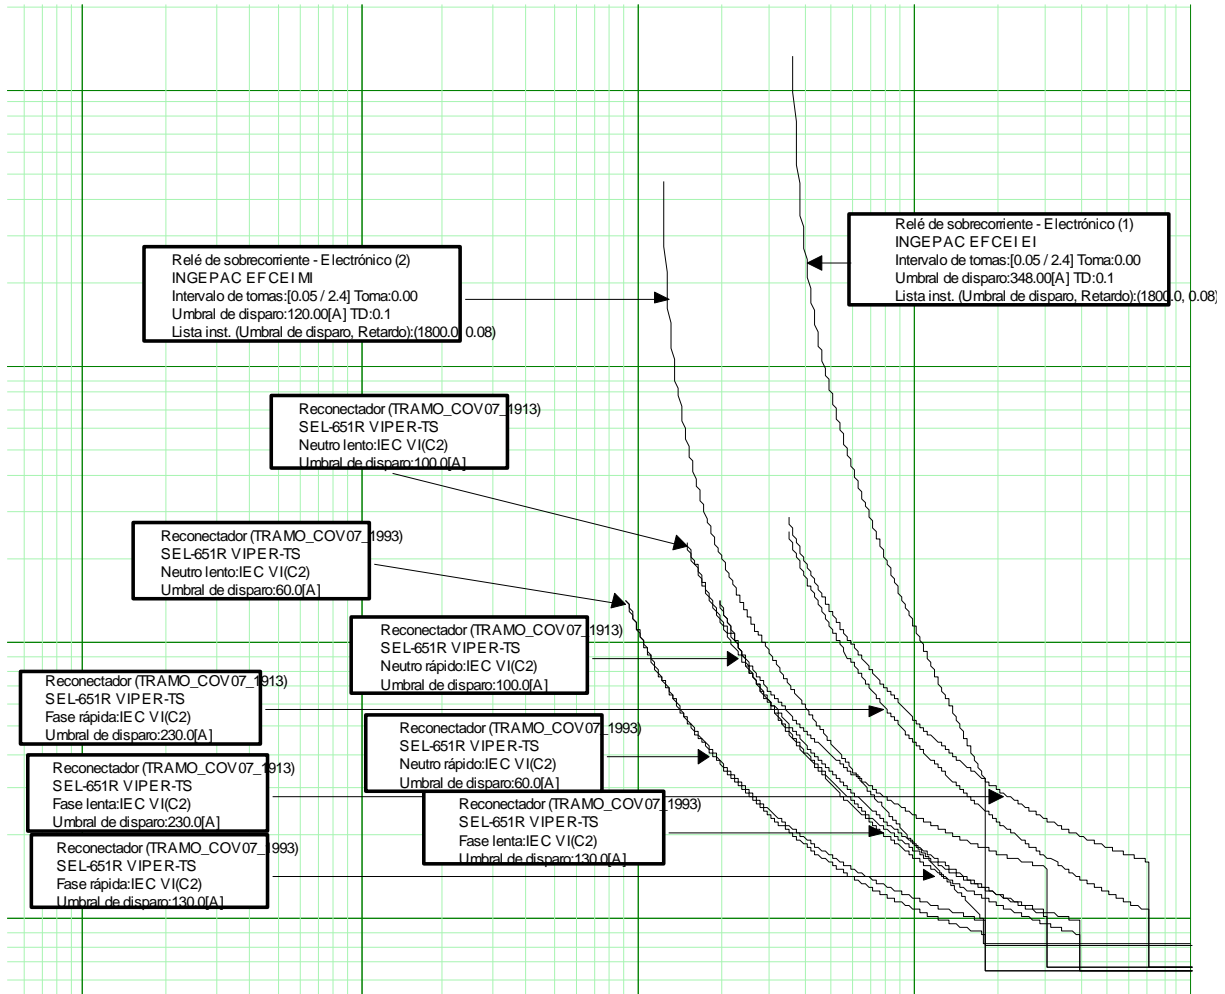 Relé de sobrecorriente - Electrónico (1)
INGEPAC EFCEI EI
Intervalo de tomas:[0.05 / 2.4] Toma:0.00
Umbral de disparo:348.00[A] TD:0.1
Lista inst. (Umbral de disparo, Retardo):(1800.0, 0.08)
Relé de sobrecorriente - Electrónico (2)
INGEPAC EFCEI MI
Intervalo de tomas:[0.05 / 2.4] Toma:0.00
Umbral de disparo:120.00[A] TD:0.1
Lista inst. (Umbral de disparo, Retardo):(1800.0, 0.08)
Reconectador (TRAMO_COV07_1913)
SEL-651R VIPER-TS
Neutro lento:IEC VI(C2)
Umbral de disparo:100.0[A]
Reconectador (TRAMO_COV07_1993)
SEL-651R VIPER-TS
Neutro lento:IEC VI(C2)
Umbral de disparo:60.0[A]
Reconectador (TRAMO_COV07_1913)
SEL-651R VIPER-TS
Neutro rápido:IEC VI(C2)
Umbral de disparo:100.0[A]
Reconectador (TRAMO_COV07_1913)
SEL-651R VIPER-TS
Fase rápida:IEC VI(C2)
Umbral de disparo:230.0[A]
Reconectador (TRAMO_COV07_1993)
SEL-651R VIPER-TS
Neutro rápido:IEC VI(C2)
Umbral de disparo:60.0[A]
Reconectador (TRAMO_COV07_1913)
SEL-651R VIPER-TS
Fase lenta:IEC VI(C2)
Umbral de disparo:230.0[A]
Reconectador (TRAMO_COV07_1993)
SEL-651R VIPER-TS
Fase lenta:IEC VI(C2)
Umbral de disparo:130.0[A]
Reconectador (TRAMO_COV07_1993)
SEL-651R VIPER-TS
Fase rápida:IEC VI(C2)
Umbral de disparo:130.0[A]